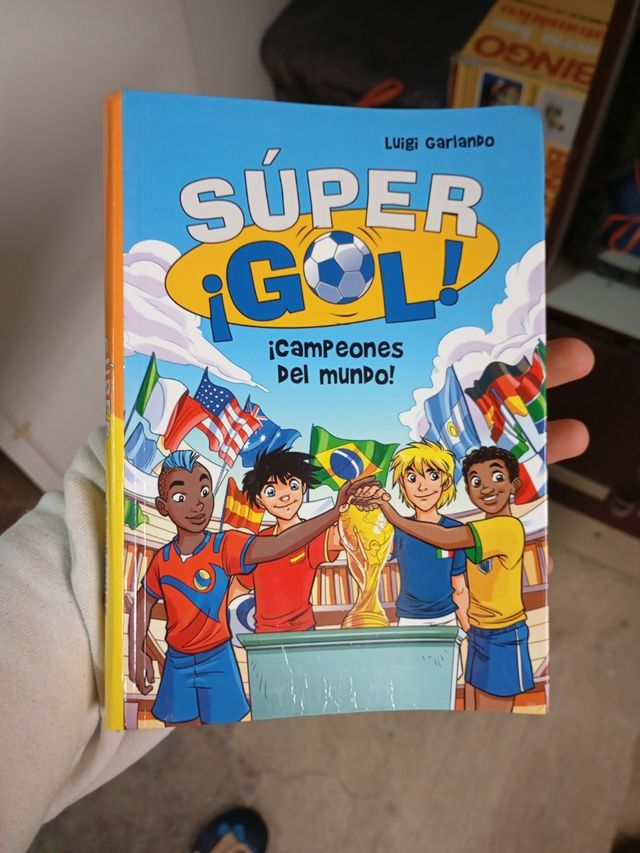 Luigi Garlando
SÚPER
¡GOL!
¡CAMPEONES
DEL MUNDO!
BINGO